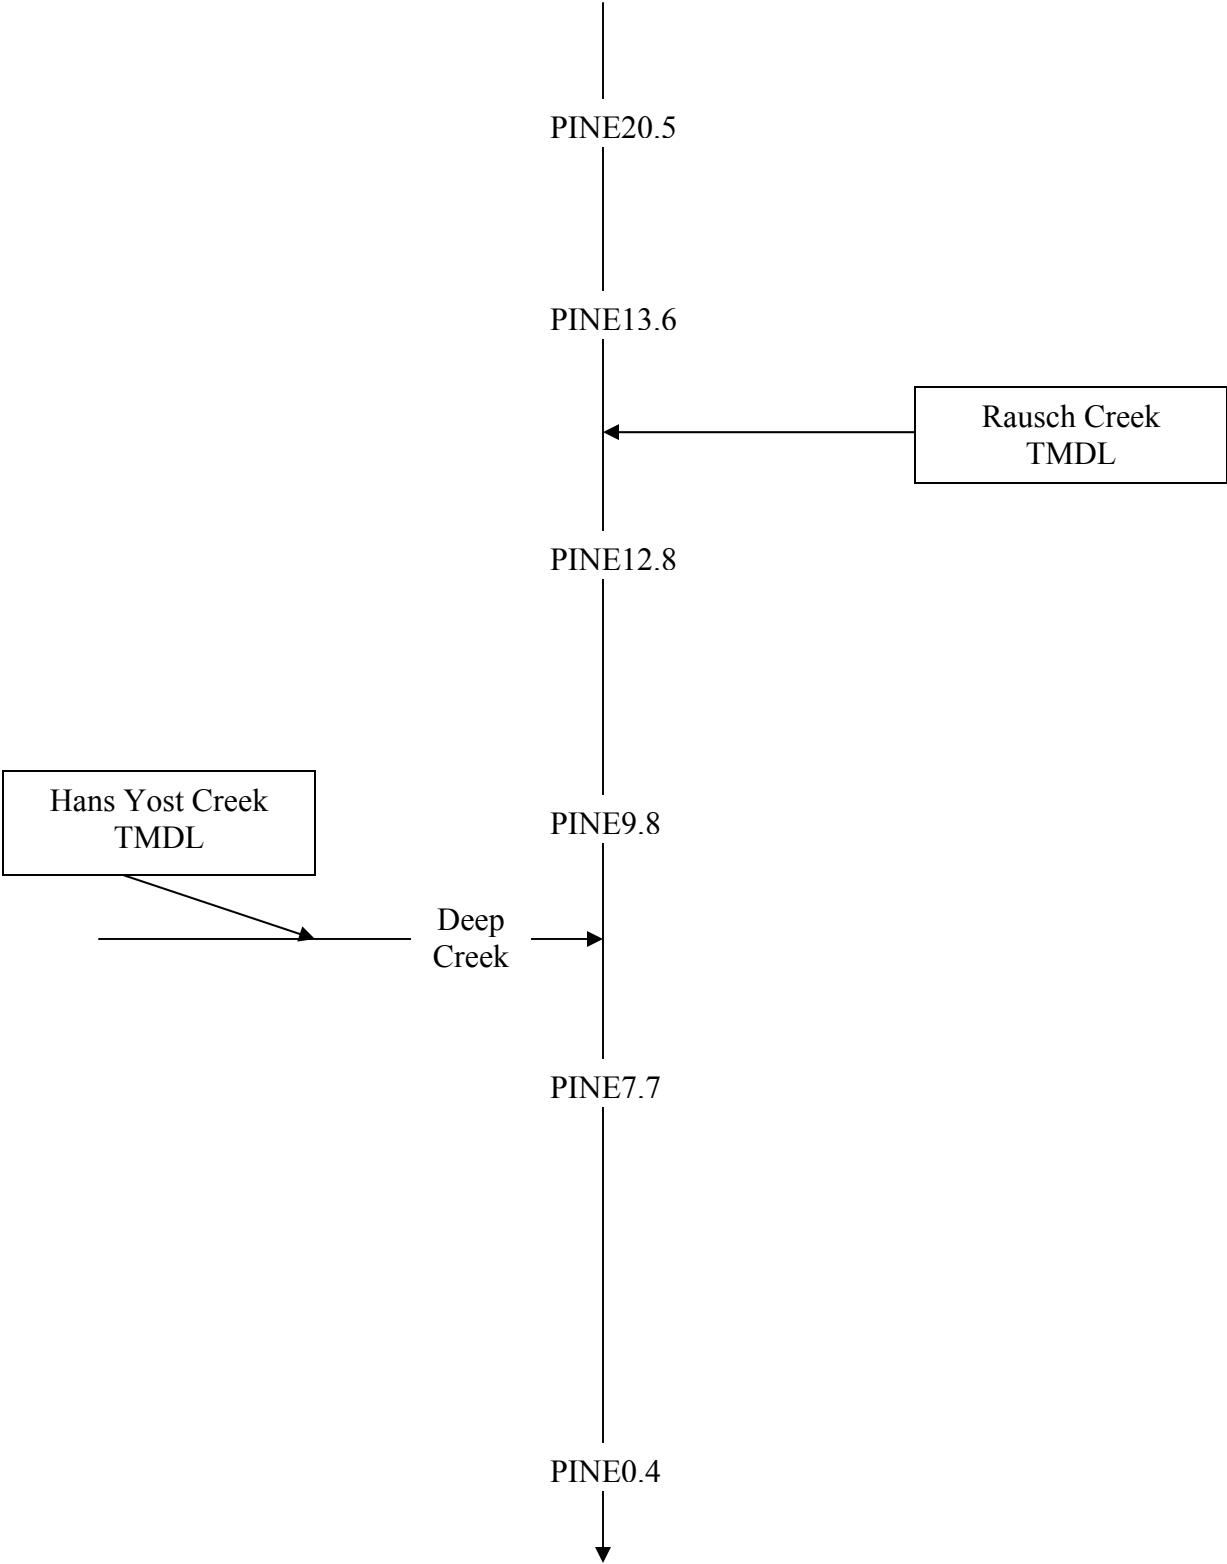 PINE20.5
PINE13.6
Rausch Creek
TMDL
PINE12.8
Hans Yost Creek
TMDL
PINE9.8
Deep
Creek
PINE7.7
PINE0.4